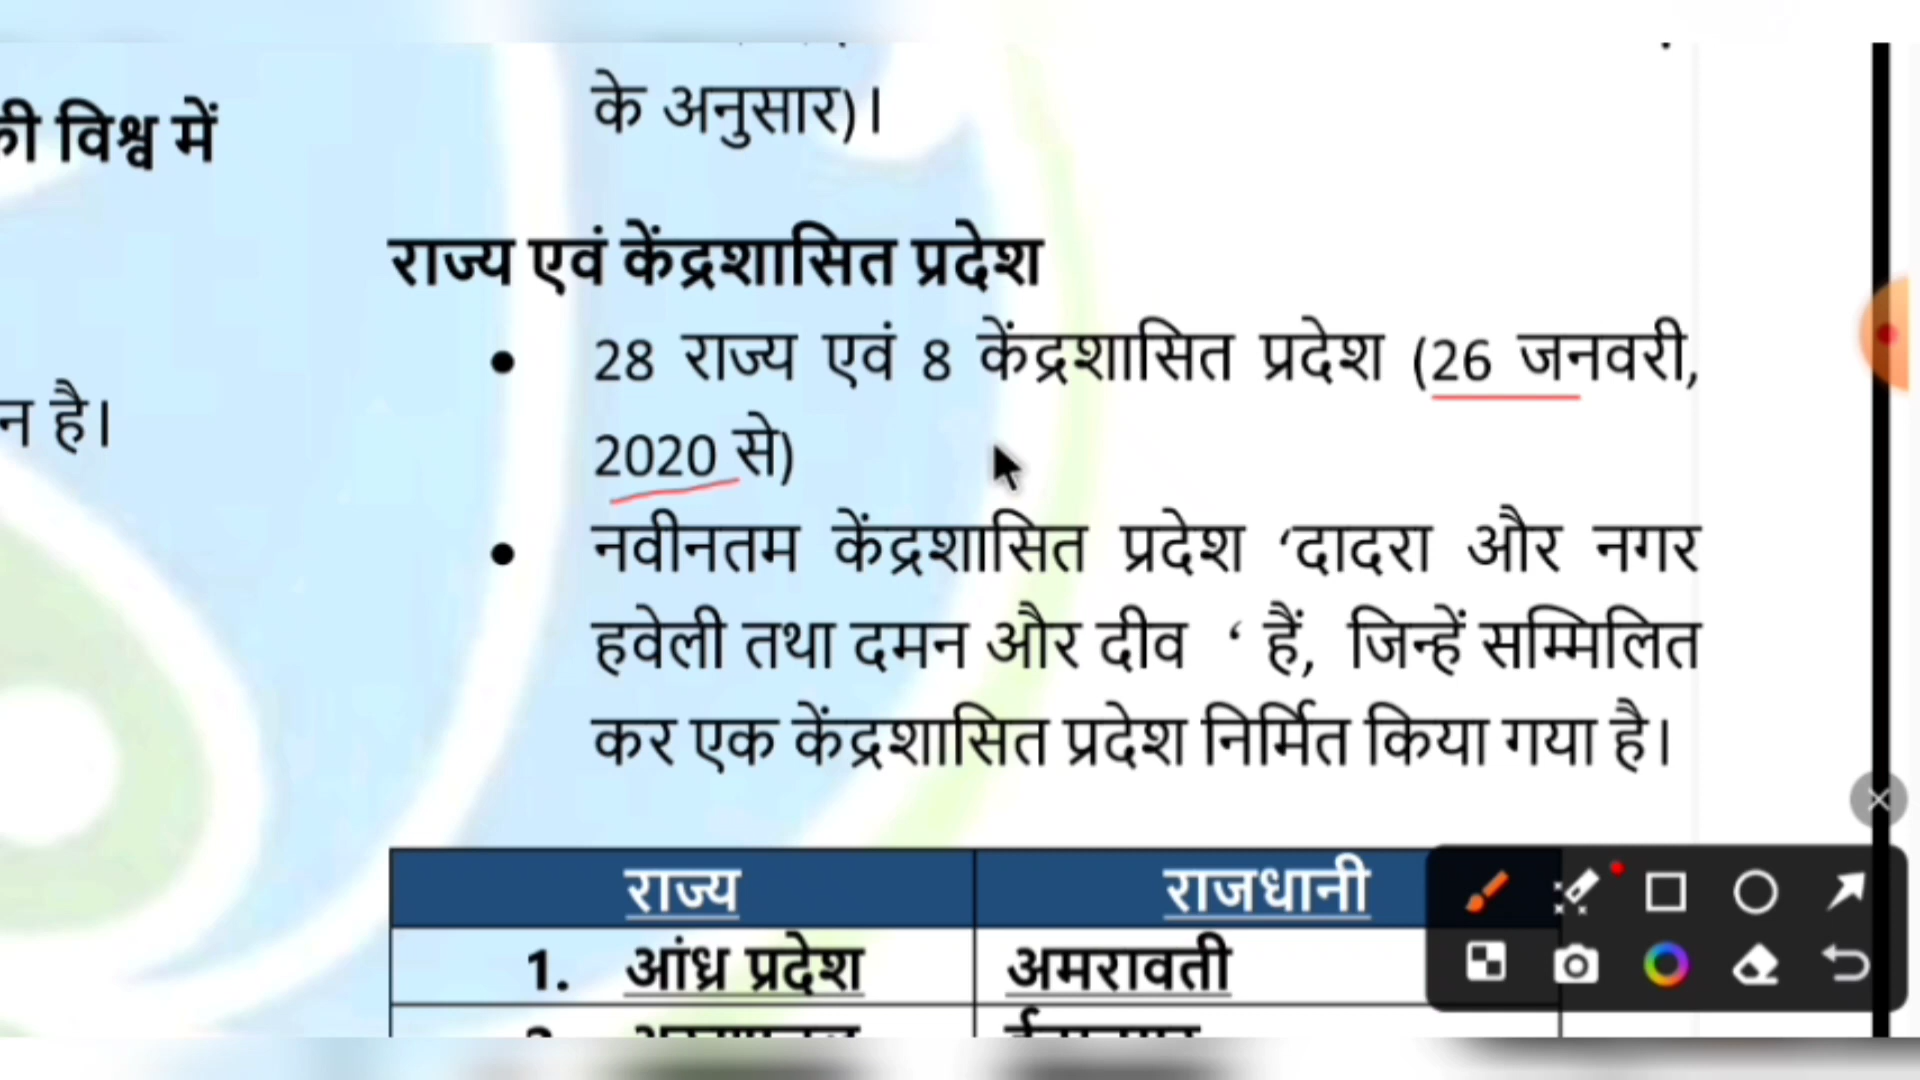 के अनुसार)।
की विश्व में
राज्य एवं केंद्रशासित प्रदेश
• 28 राज्य एवं 8 केंद्रशासित प्रदेश (26 जनवरी,
2020 से)
न है।
• नवीनतम केंद्रशासित प्रदेश ‘दादरा और नगर
हवेली तथा दमन और दीव ‘ हैं, जिन्हें सम्मिलित
कर एक केंद्रशासित प्रदेश निर्मित किया गया है।
राज्य राजधानी
1. आंध्र प्रदेश अमरावती